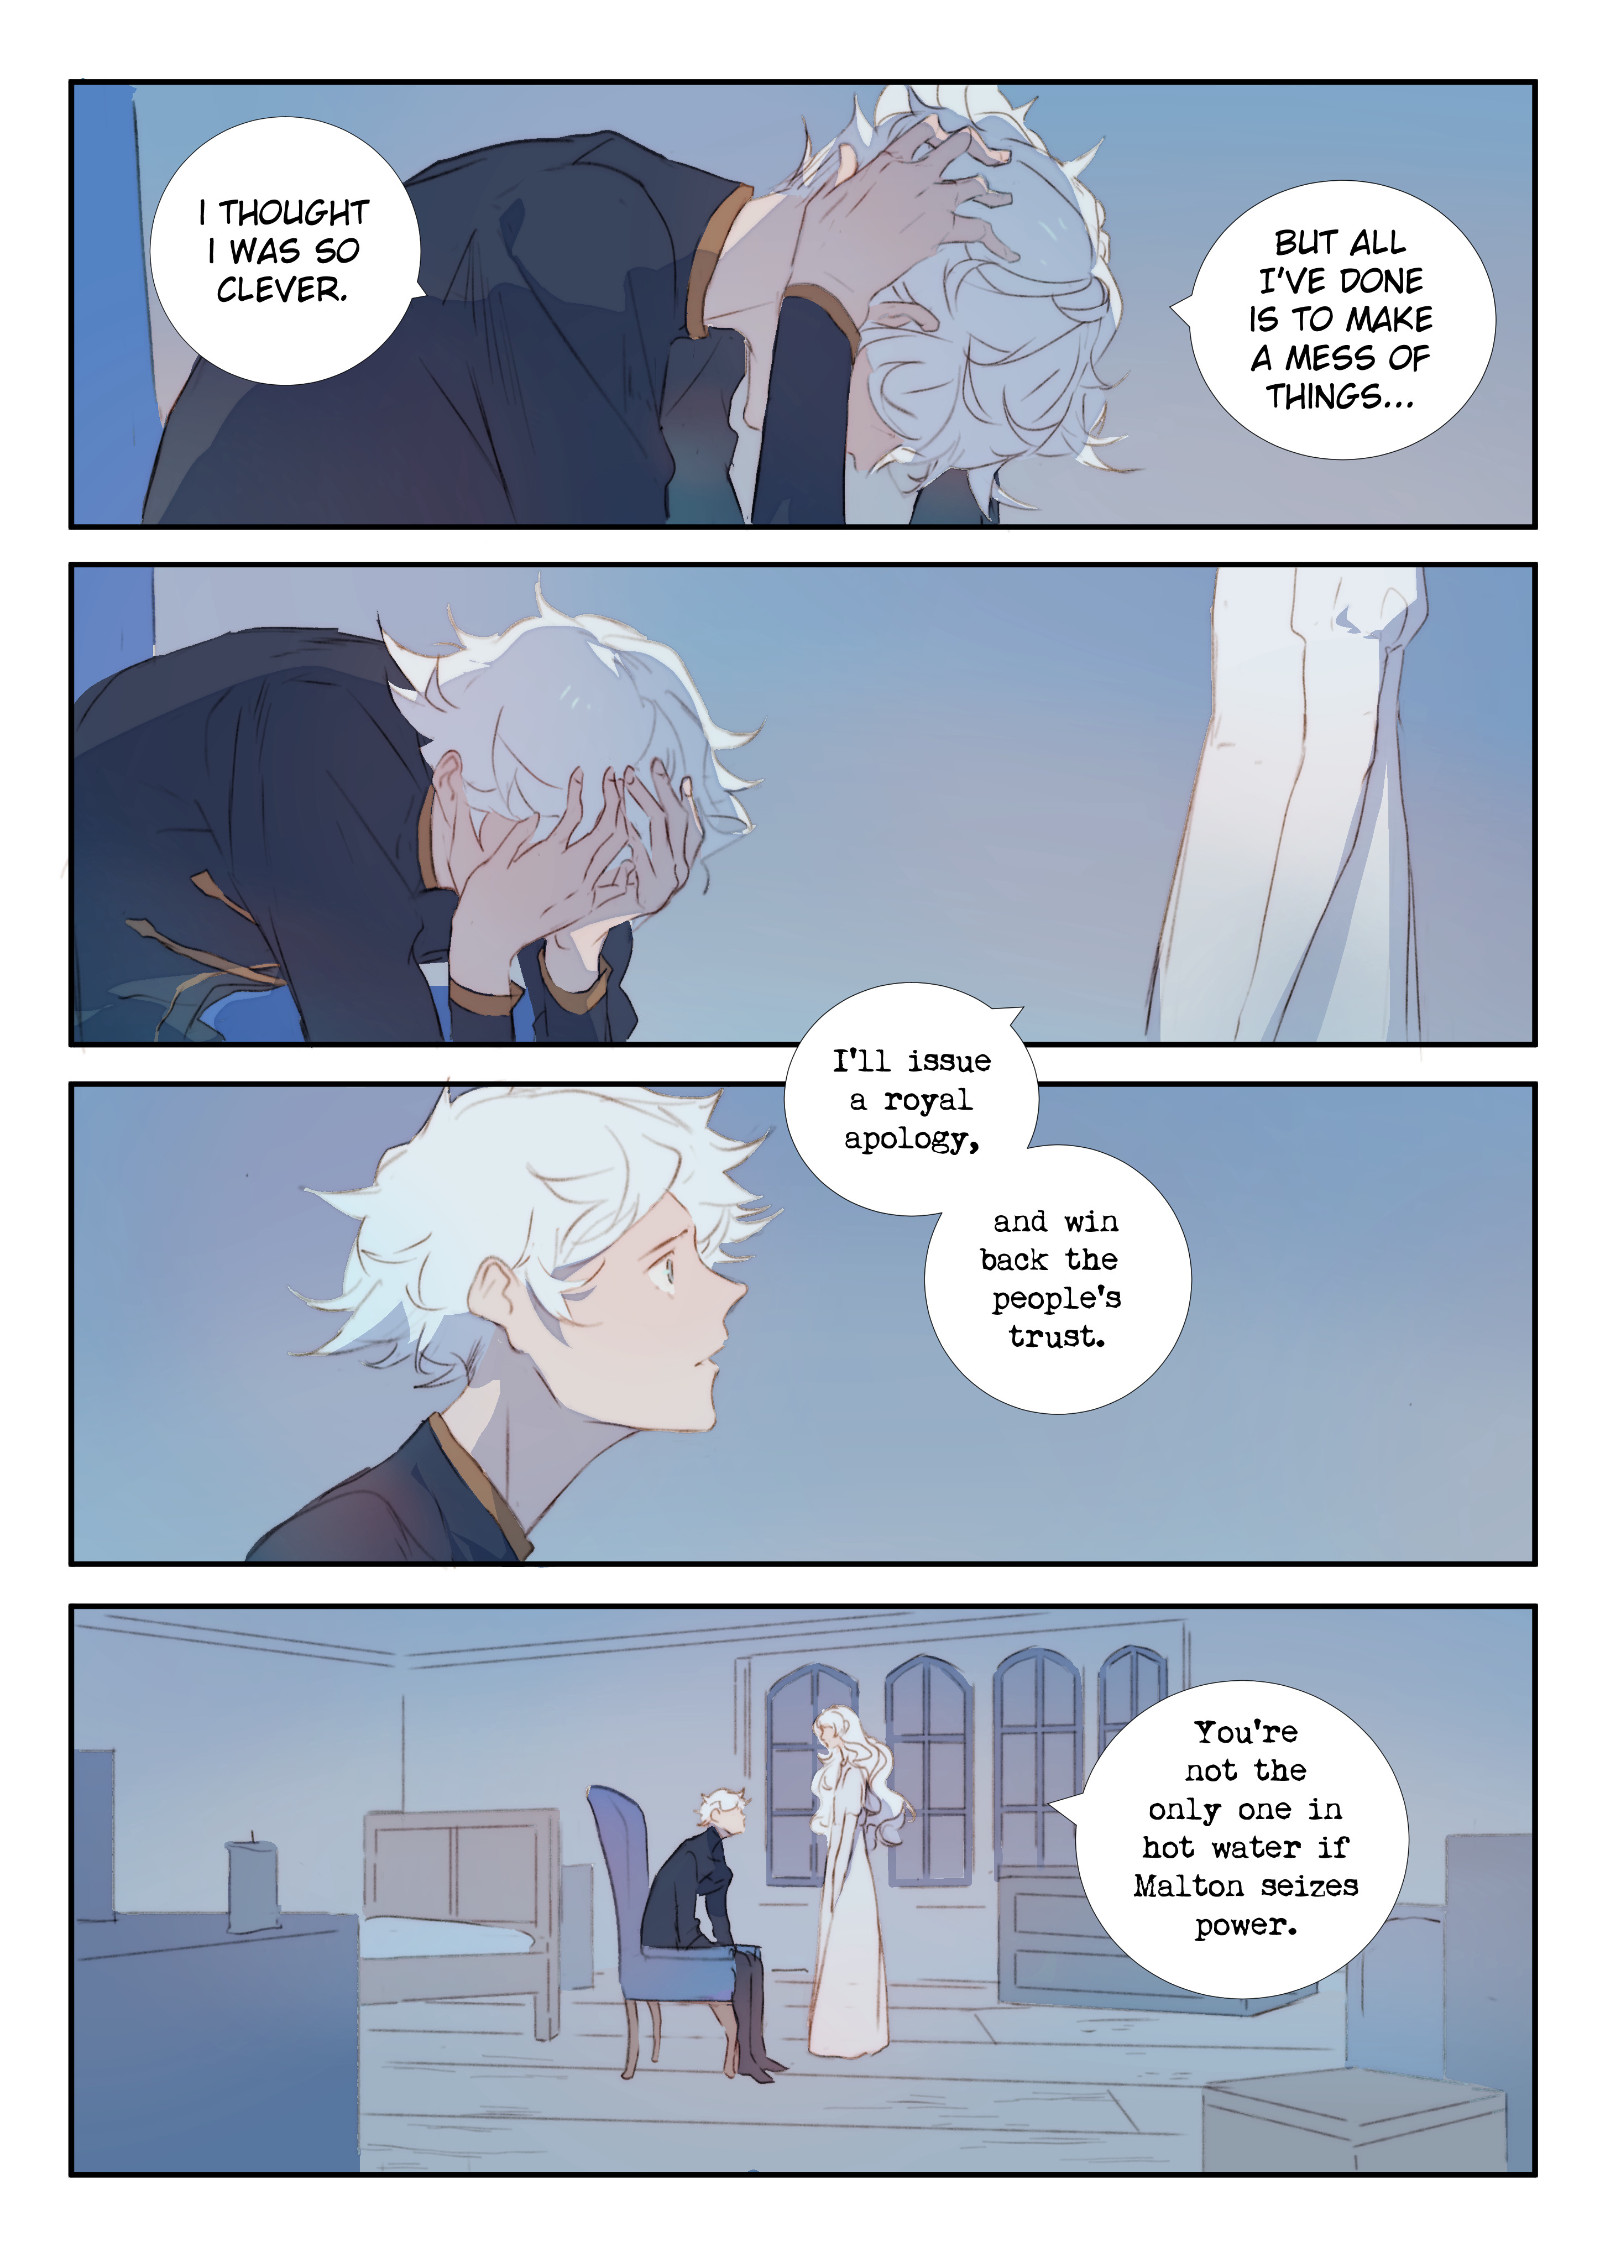 I THOUGHT
I WAS SO
CLEVER.
BUT ALL
I'VE DONE
IS TO MAKE
A MESS OF
THINGS...
I'll issue
a royal
apology,
and win
back the
people's
trust.
You're
not the
only one in
hot water if
Malton seizes
power.